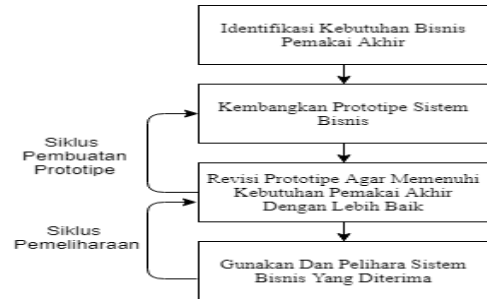 Identifikasi Kebutuhan Bisnis
Pemakai Akhir
Kembangkan Prototipe Sistem
Bisnis
Siklus
Pembuatan
Prototipe
Revisi Prototipe Agar Memenuhi
Kebutuhan Pemakai Akhir
Dengan Lebih Baik
Siklus
Pemeliharaan
Gunakan Dan Pelihara Sistem
Bisnis Yang Diterima